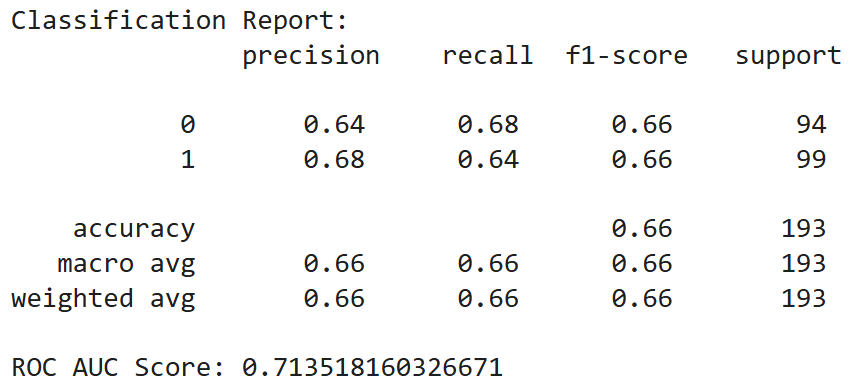 Classification Report:
precision recall f1-score support
0 0.64 0.68 0.66 94
1 0.68 0.64 0.66 99
accuracy 0.66 193
macro avg 0.66 0.66 0.66 193
weighted avg 0.66 0.66 0.66 193
ROC AUC Score: 0.713518160326671